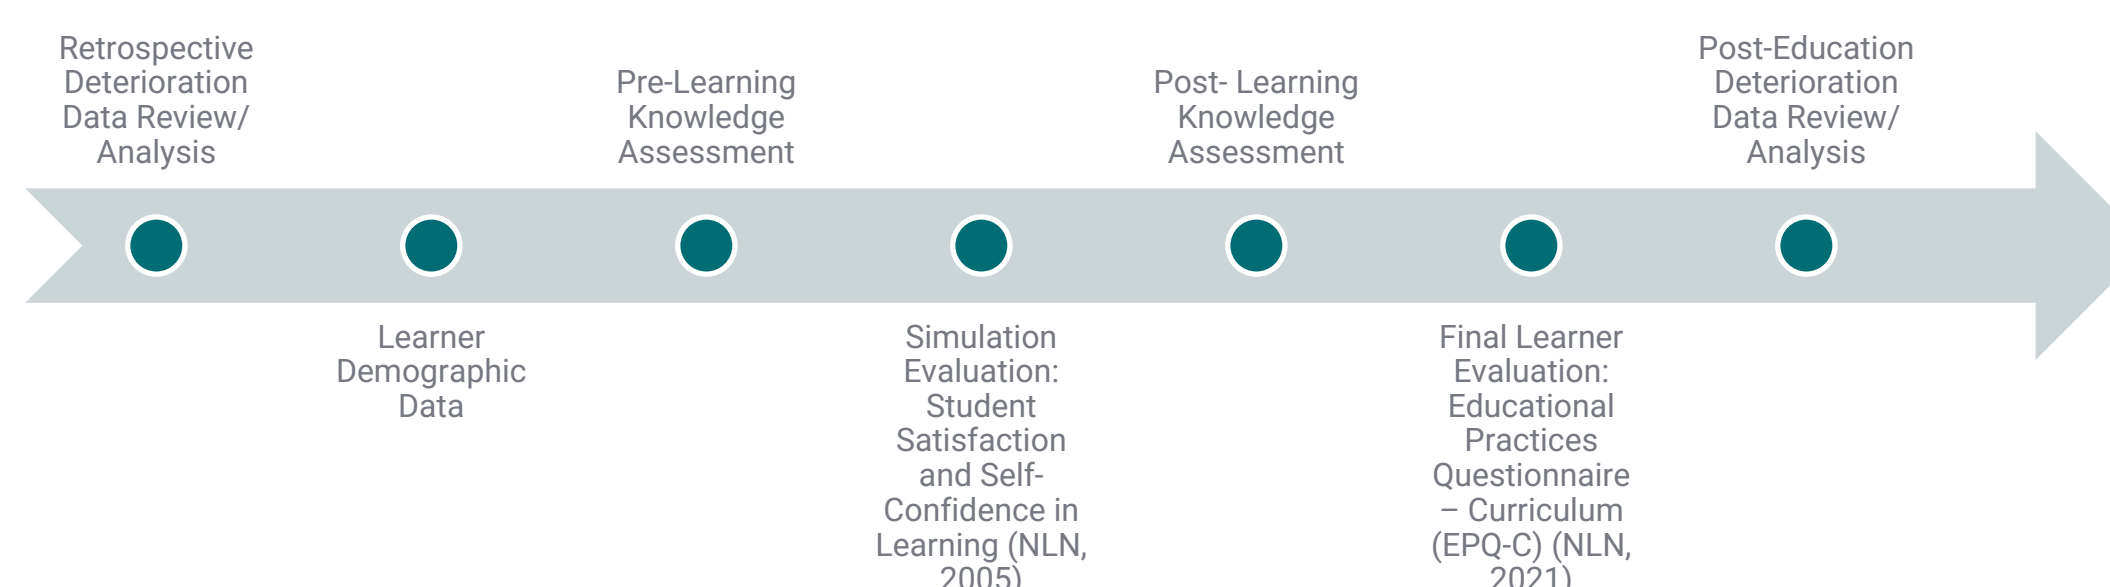 Retrospective
Deterioration
Data Review/
Analysis
Learner
Demographic
Data
Pre-Learning
Knowledge
Assessment
Simulation
Evaluation:
Student
Satisfaction
and Self-
Confidence in
Learning (NLN,
2005)
Post- Learning
Knowledge
Assessment
Final Learner
Evaluation:
Educational
Practices
Questionnaire
– Curriculum
(EPQ-C) (NLN,
2021)
Post-Education
Deterioration
Data Review/
Analysis